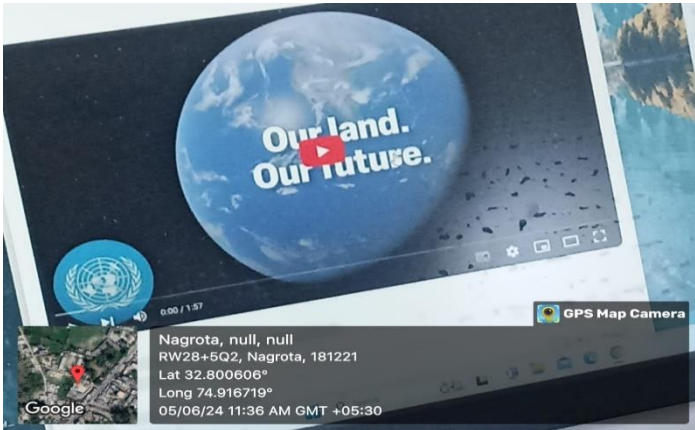 Our land.
Our future.
0:00 / 1:57
GPS Map Camera
Nagrota, null, null
RW28+5Q2, Nagrota, 181221
Lat 32.800606°
Long 74.916719°
05/06/24 11:36 AM GMT +05:30
Google